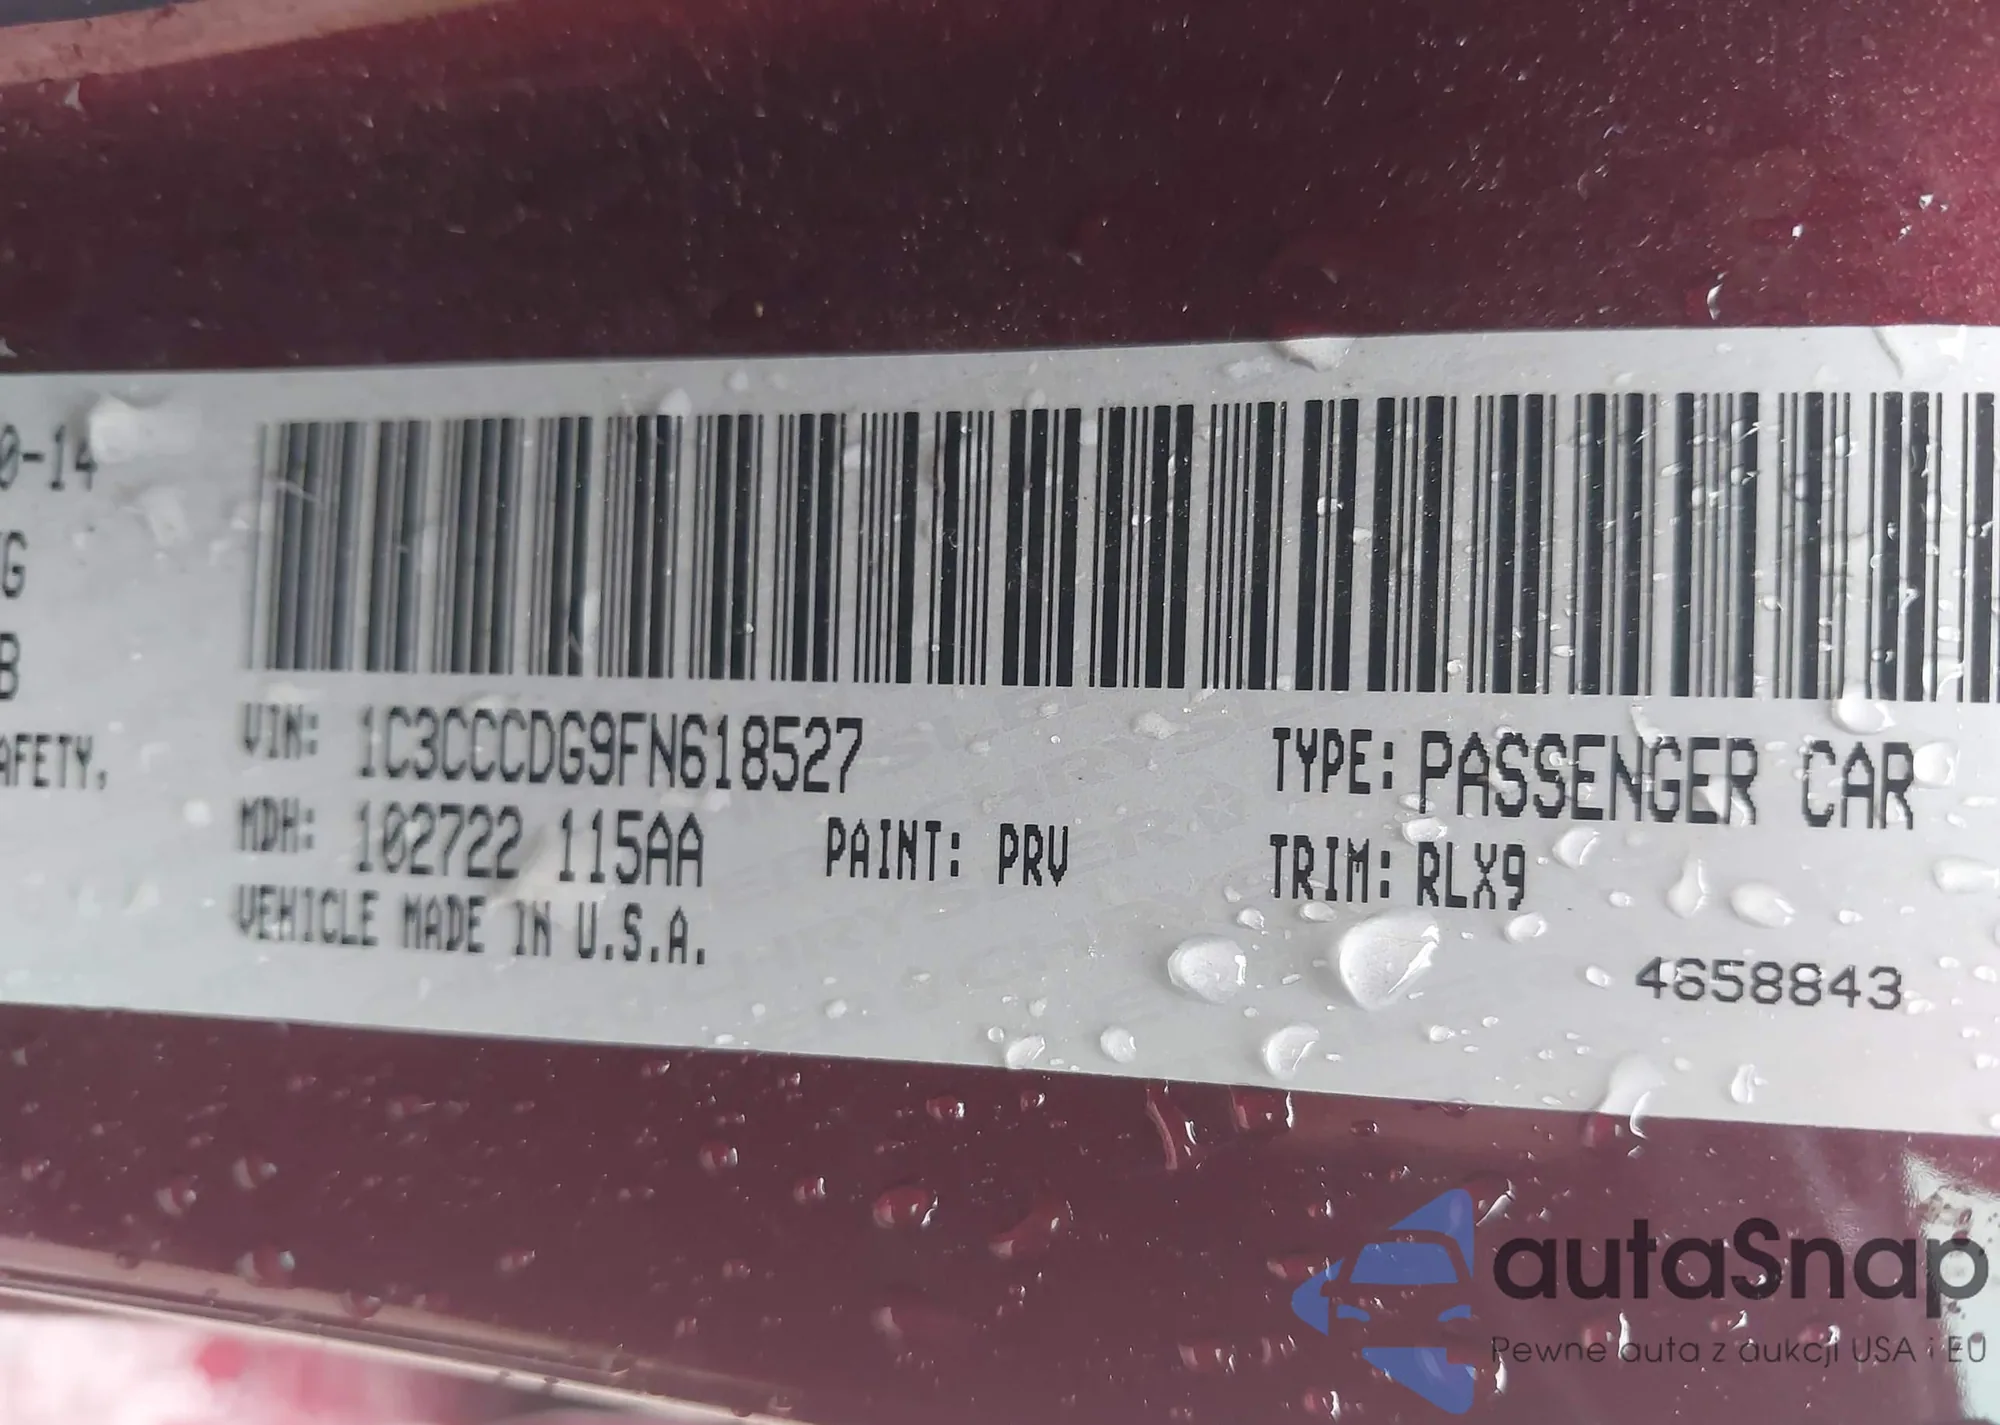 0-14
G
B
AFETY,
VIN: 1C3CCCDG9FN618527
TYPE: PASSENGER CAR
MDH: 102722 115AA
PAINT: PRV
TRIM: RLX9
VEHICLE MADE IN U.S.A.
4658843
autaSnap
Pewne auta z aukcji USA i EU